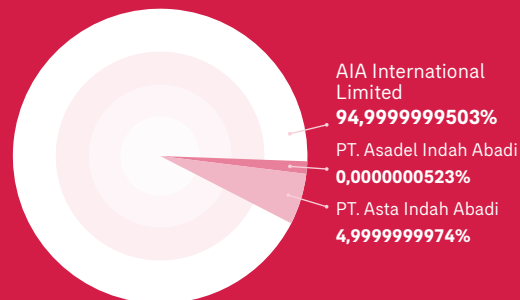 AIA International
Limited
94,9999999503%
PT. Asadel Indah Abadi
0,0000000523%
PT. Asta Indah Abadi
4,9999999974%